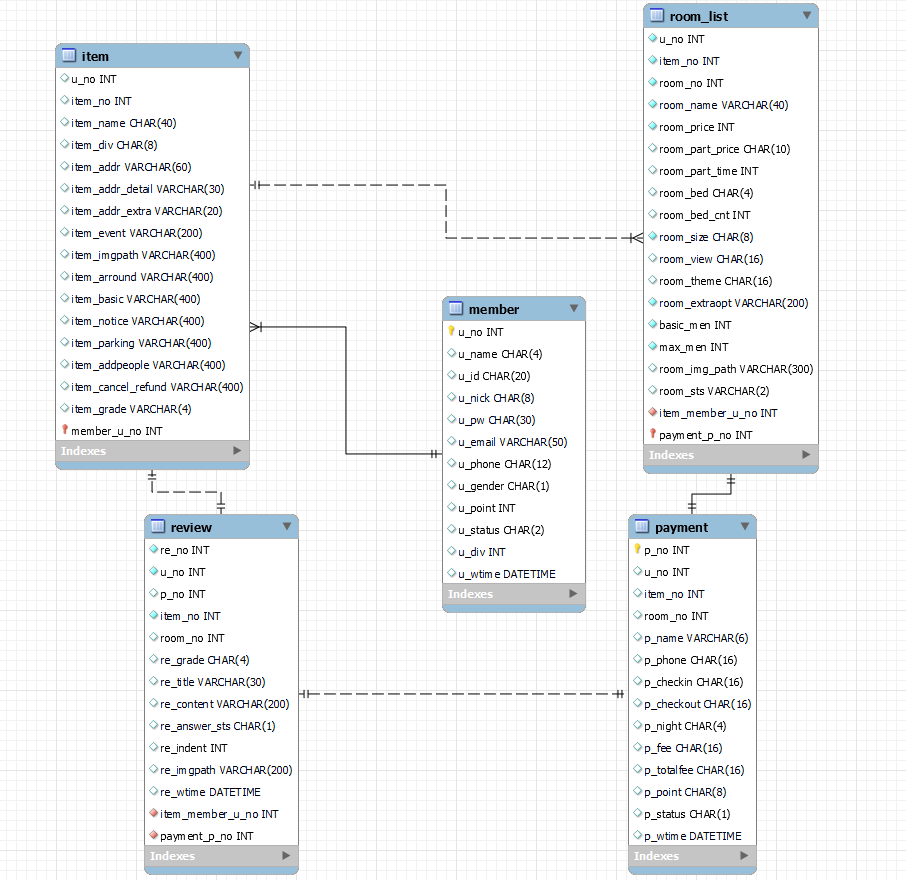 item
u_no INT
item_no INT
item_name CHAR(40)
item_div CHAR(8)
item_addr VARCHAR(60)
item_addr_detail VARCHAR(30)
item_addr_extra VARCHAR(20)
item_event VARCHAR(200)
item_imgpath VARCHAR(400)
item_arround VARCHAR(400)
item_basic VARCHAR(400)
item_notice VARCHAR(400)
item_parking VARCHAR(400)
item_addpeople VARCHAR(400)
item_cancel_refund VARCHAR(400)
item_grade VARCHAR(4)
member_u_no INT
Indexes
room_list
u_no INT
item_no INT
room_no INT
room_name VARCHAR(40)
room_price INT
room_part_price CHAR(10)
room_part_time INT
room_bed CHAR(4)
room_bed_cnt INT
room_size CHAR(8)
room_view CHAR(16)
room_theme CHAR(16)
room_extraopt VARCHAR(200)
basic_men INT
max_men INT
room_img_path VARCHAR(300)
room_sts VARCHAR(2)
item_member_u_no INT
payment_p_no INT
Indexes
member
u_no INT
u_name CHAR(4)
u_id CHAR(20)
u_nick CHAR(8)
u_pw CHAR(30)
u_email VARCHAR(50)
u_phone CHAR(12)
u_gender CHAR(1)
u_point INT
u_status CHAR(2)
u_div INT
u_wtime DATETIME
Indexes
review
re_no INT
u_no INT
p_no INT
item_no INT
room_no INT
re_grade CHAR(4)
re_title VARCHAR(30)
re_content VARCHAR(200)
re_answer_sts CHAR(1)
re_indent INT
re_imgpath VARCHAR(200)
re_wtime DATETIME
item_member_u_no INT
payment_p_no INT
Indexes
payment
p_no INT
u_no INT
item_no INT
room_no INT
p_name VARCHAR(6)
p_phone CHAR(16)
p_checkin CHAR(16)
p_checkout CHAR(16)
p_night CHAR(4)
p_fee CHAR(16)
p_totalfee CHAR(16)
p_point CHAR(8)
p_status CHAR(1)
p_wtime DATETIME
Indexes